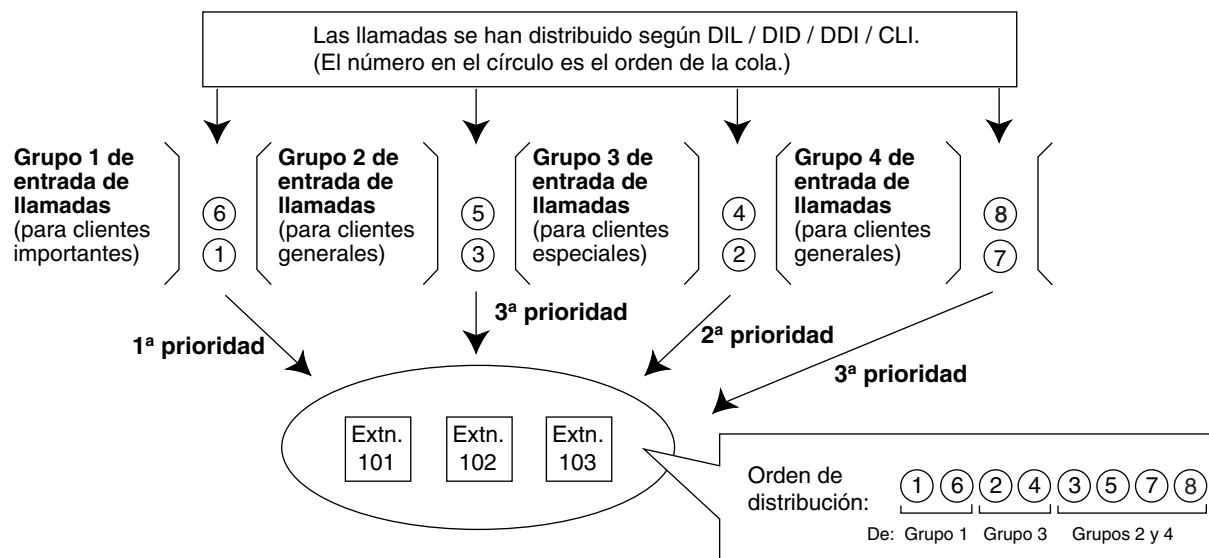 Las llamadas se han distribuido según DIL / DID / DDI / CLI.
(El número en el círculo es el orden de la cola.)
Grupo 1 de
entrada de
llamadas
(para clientes
importantes)
6
1
Grupo 2 de
entrada de
llamadas
(para clientes
generales)
5
3
Grupo 3 de
entrada de
llamadas
(para clientes
especiales)
4
2
Grupo 4 de
entrada de
llamadas
(para clientes
generales)
8
7
1ª prioridad
3ª prioridad
2ª prioridad
3ª prioridad
Extn.
101
Extn.
102
Extn.
103
Orden de
distribución:
1 6 2 4 3 5 7 8
De: Grupo 1 Grupo 3 Grupos 2 y 4